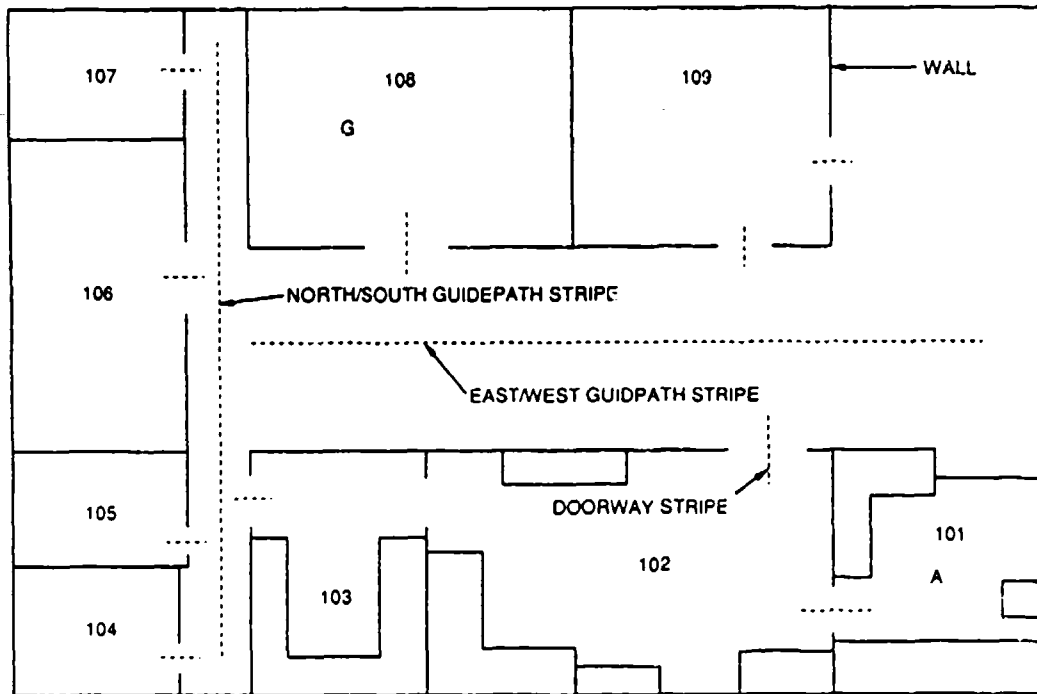 107
108
109
WALL
G
106
NORTH/SOUTH GUIDEPATH STRIPE
EAST/WEST GUIDPATH STRIPE
105
DOORWAY STRIPE
101
102
A
103
104